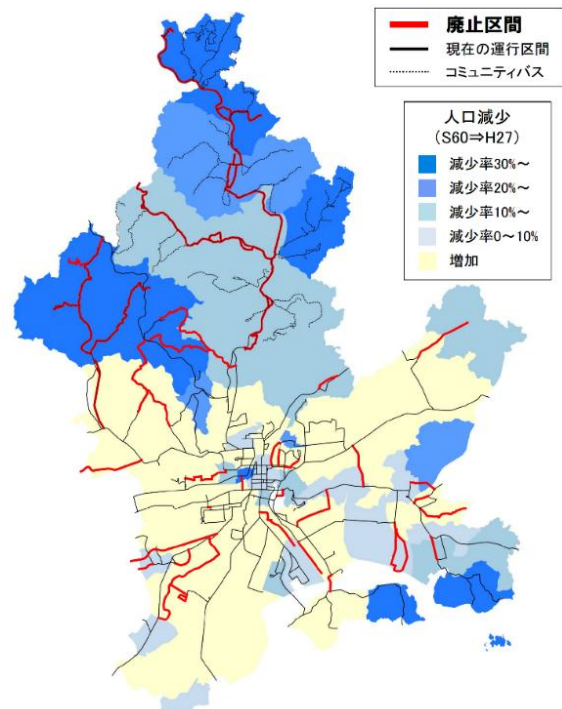 廃止区間
現在の運行区間
コミュニティバス
人口減少
(S60⇒H27)
減少率30%~
減少率20%~
減少率10%~
減少率0~10%
増加